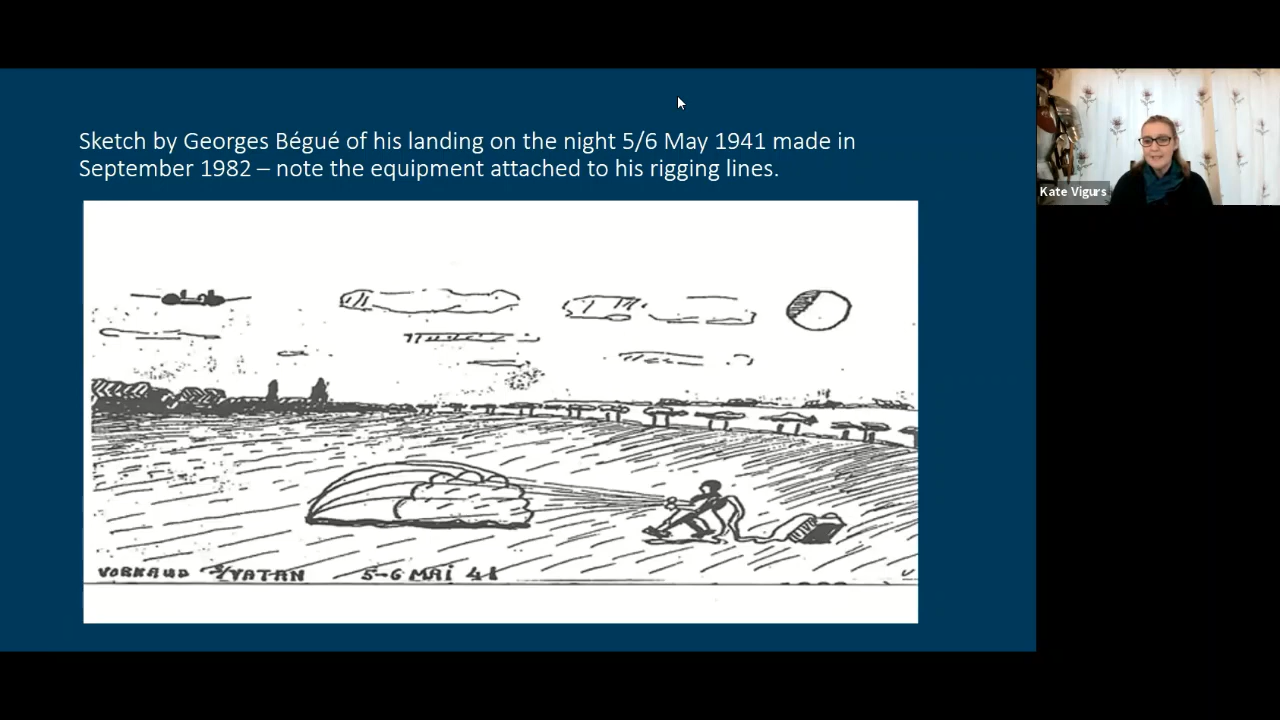 Sketch by Georges Bégué of his landing on the night 5/6 May 1941 made in
September 1982 – note the equipment attached to his rigging lines.
Kate Vigurs
S/VATAN 5-6 MAI 41